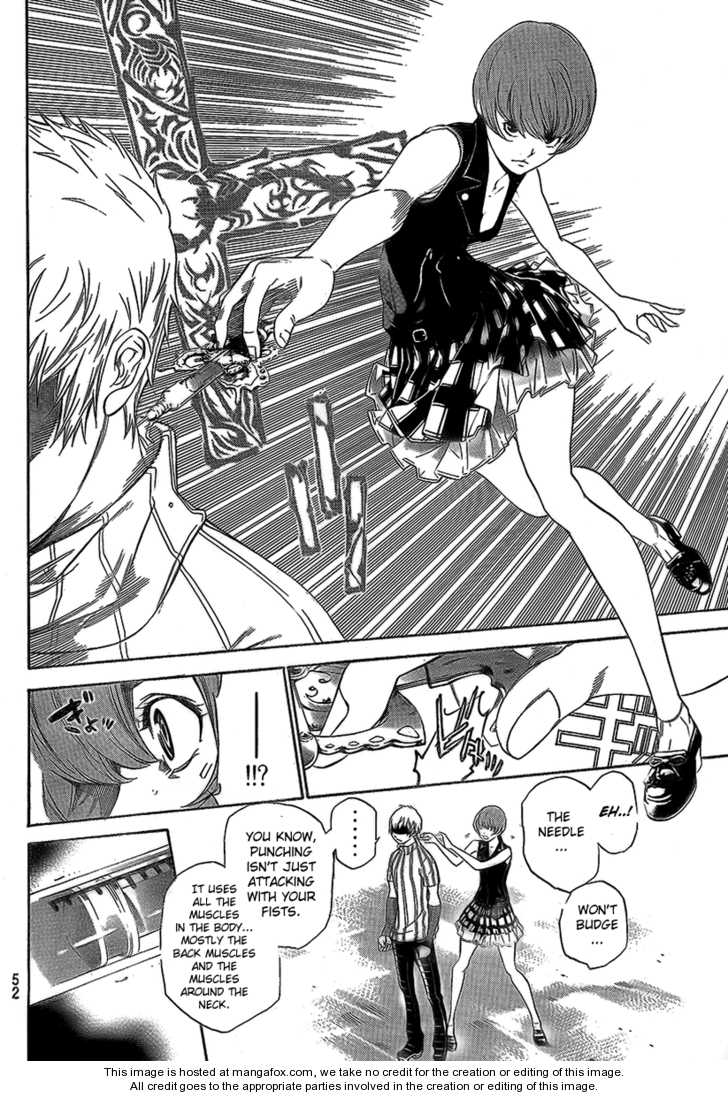 !!?
EH..!
THE
NEEDLE
...
WON'T
BUDGE
...
YOU KNOW,
PUNCHING
ISN'T JUST
ATTACKING
WITH YOUR
FISTS.
IT USES
ALL THE
MUSCLES
IN THE BODY...
MOSTLY THE
BACK MUSCLES
AND THE
MUSCLES
AROUND THE
NECK.
52
This image is hosted at mangafox.com, we take no credit for the creation or editing of this image.
All credit goes to the appropriate parties involved in the creation or editing of this image.